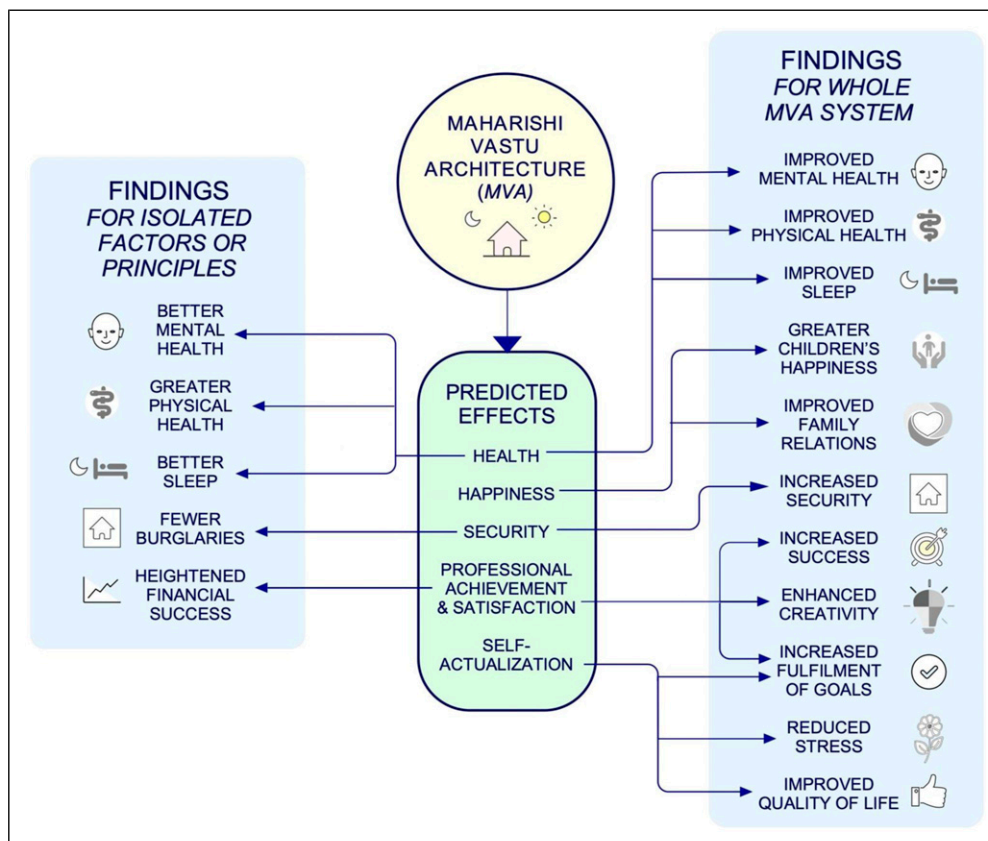 MAHARISHI
VASTU
ARCHITECTURE
(MVA)
FINDINGS
FOR ISOLATED
FACTORS OR
PRINCIPLES
BETTER
MENTAL
HEALTH
GREATER
PHYSICAL
HEALTH
BETTER
SLEEP
FEWER
BURGLARIES
HEIGHTENED
FINANCIAL
SUCCESS
PREDICTED
EFFECTS
HEALTH
HAPPINESS
SECURITY
PROFESSIONAL
ACHIEVEMENT
& SATISFACTION
SELF-
ACTUALIZATION
FINDINGS
FOR WHOLE
MVA SYSTEM
IMPROVED
MENTAL HEALTH
IMPROVED
PHYSICAL HEALTH
IMPROVED
SLEEP
GREATER
CHILDREN'S
HAPPINESS
IMPROVED
FAMILY
RELATIONS
INCREASED
SECURITY
INCREASED
SUCCESS
ENHANCED
CREATIVITY
INCREASED
FULFILMENT
OF GOALS
REDUCED
STRESS
IMPROVED
QUALITY OF LIFE